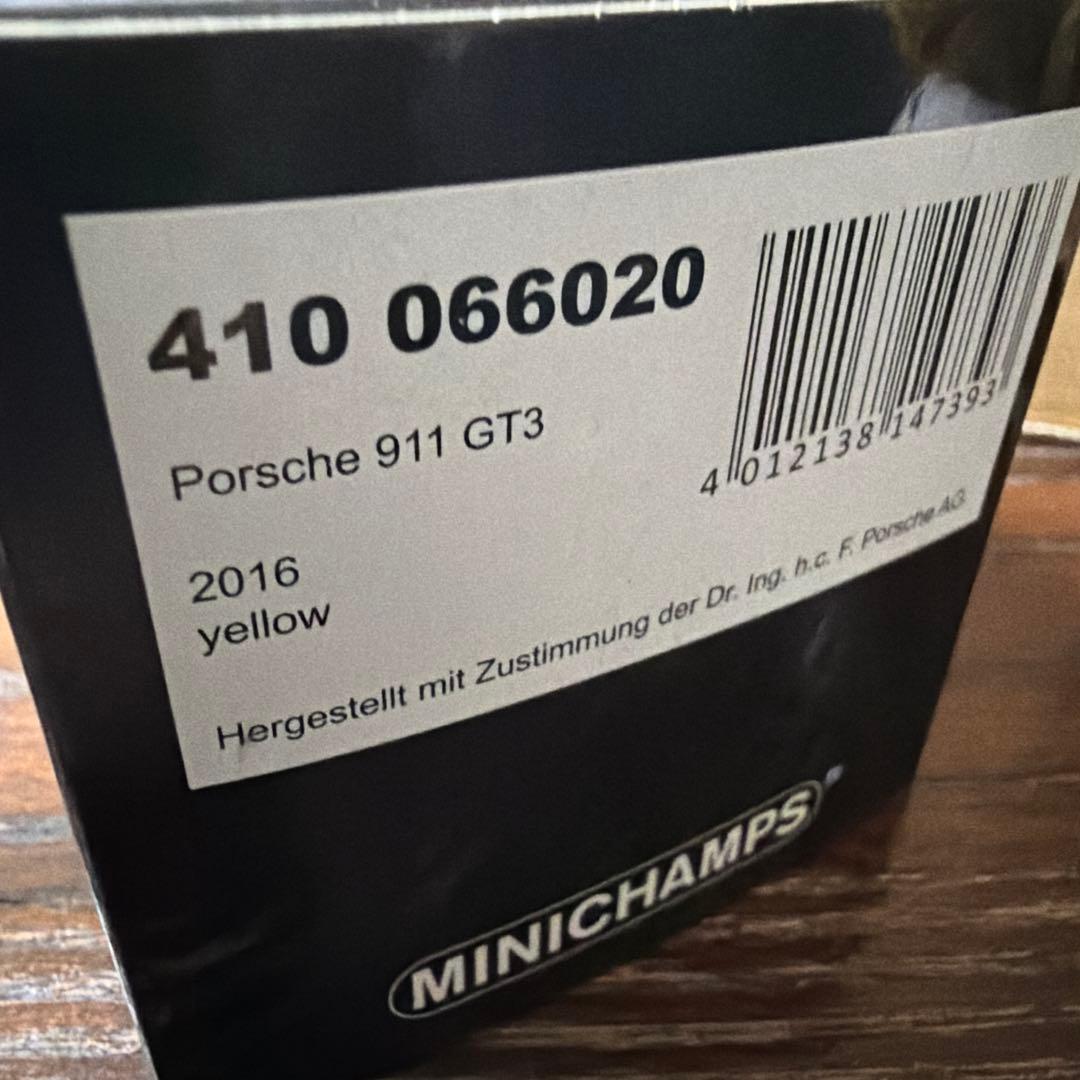 410 066020
Porsche 911 GT3
4 012138 147393
2016
yellow
Hergestellt mit Zustimmung der Dr. Ing. h.c. F. Porsche AG.
MINICHAMPS®